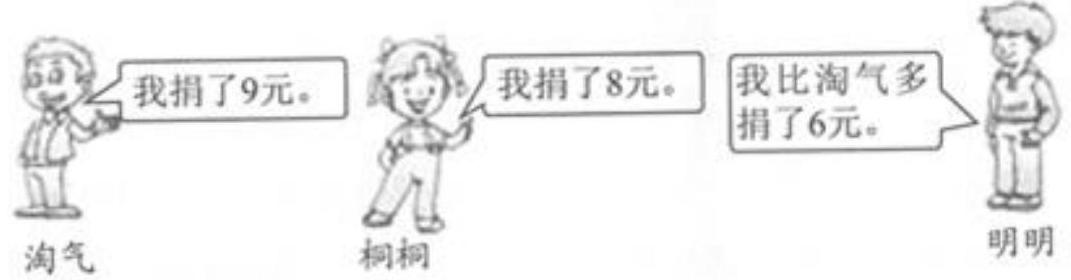 我捐了9元。
我捐了8元。
我比淘气多
捐了6元。
淘气
桐桐
明明